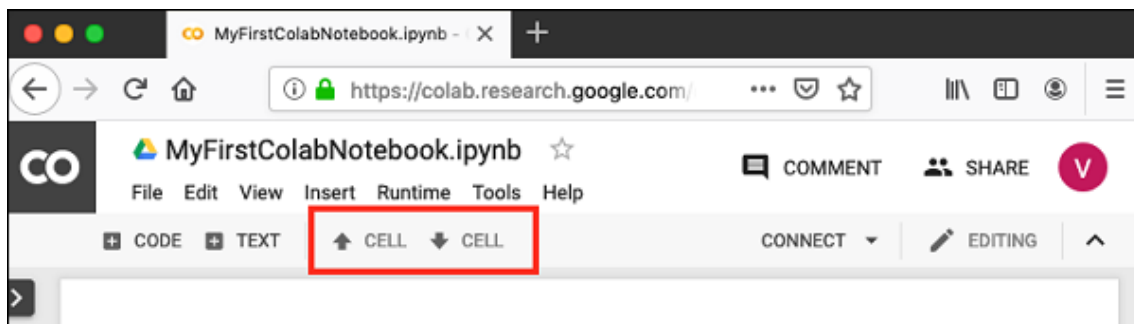 MyFirstColabNotebook.ipynb -
https://colab.research.google.com/
CO MyFirstColabNotebook.ipynb
COMMENT SHARE V
File Edit View Insert Runtime Tools Help
CODE TEXT CELL CELL CONNECT EDITING